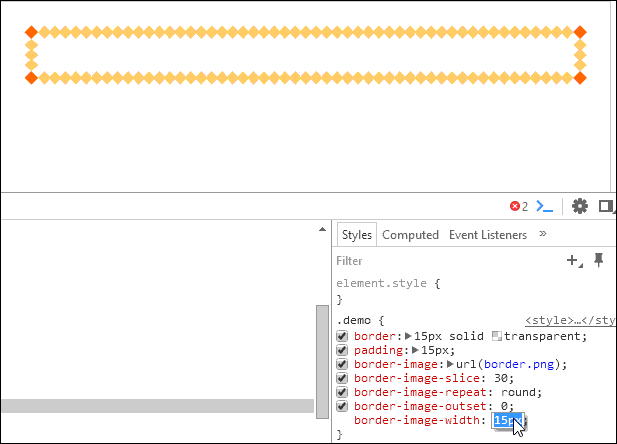 2
Styles Computed Event Listeners »
Filter
element.style {
}
.demo { <style>…</sty
border: 15px solid transparent;
padding: 15px;
border-image: url(border.png);
border-image-slice: 30;
border-image-repeat: round;
border-image-outset: 0;
border-image-width: 15px;
}